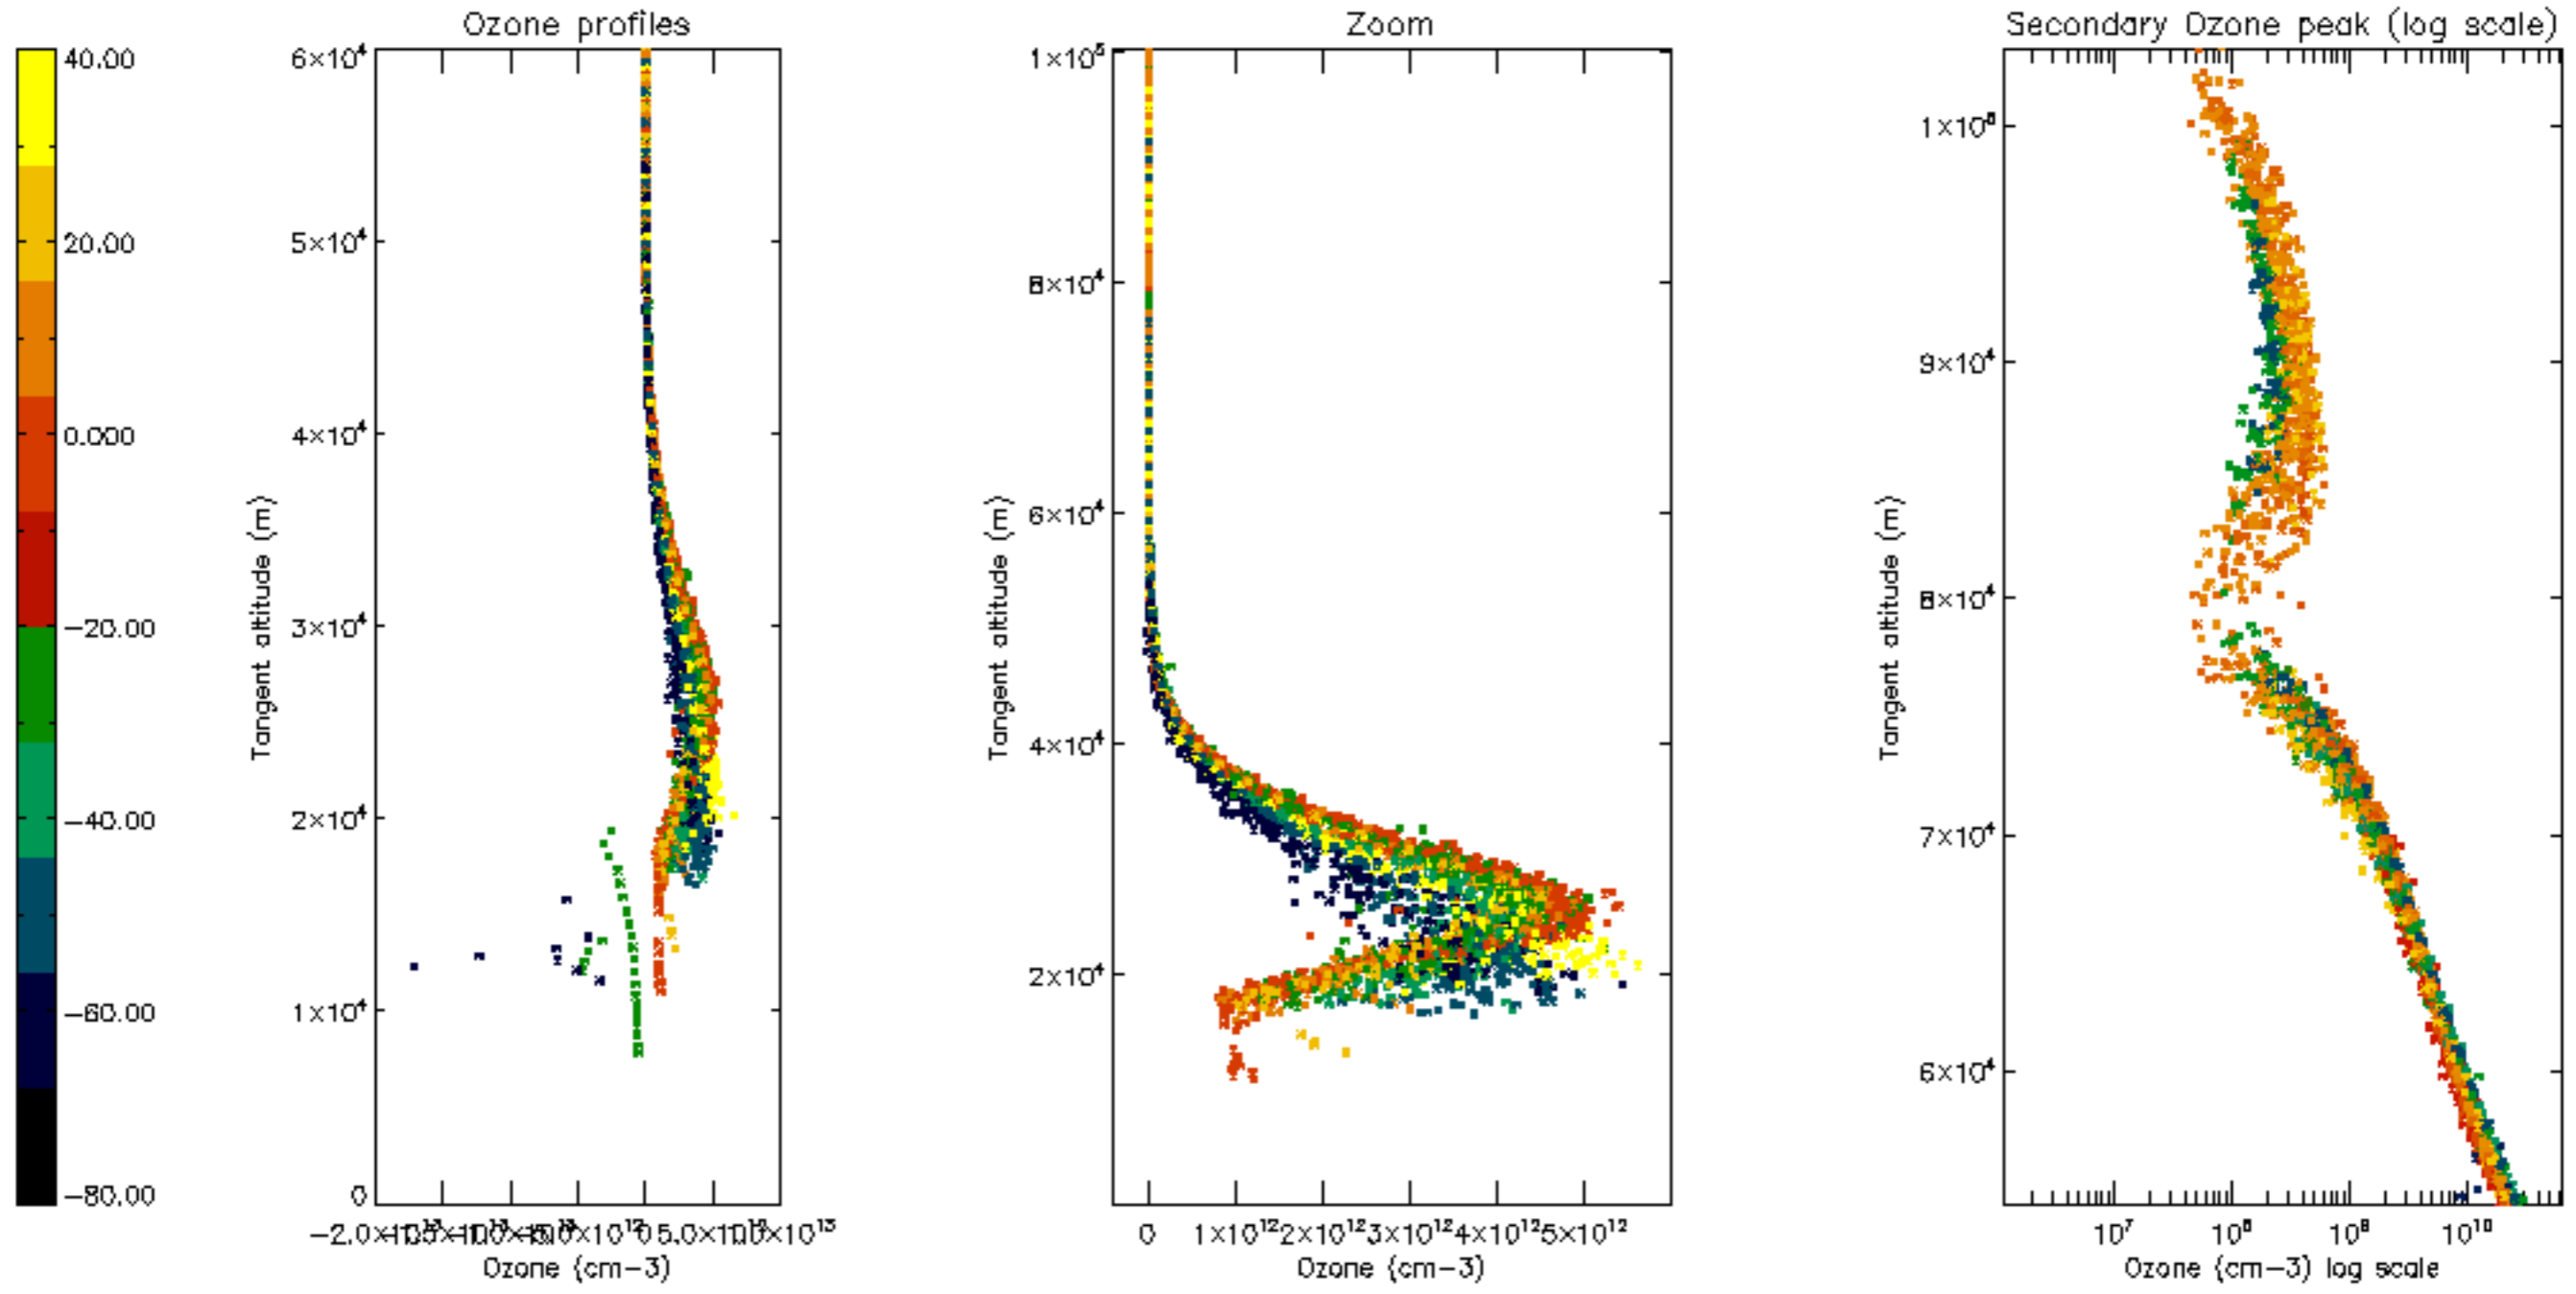 Ozone profiles
Zoom
Secondary Ozone peak (log scale)
40.00
20.00
0.000
−20.00
−40.00
−60.00
−80.00
6×10⁴
5×10⁴
4×10⁴
3×10⁴
2×10⁴
1×10⁴
0
Tangent altitude (m)
Ozone (cm−3)
1×10⁵
8×10⁴
6×10⁴
4×10⁴
2×10⁴
Tangent altitude (m)
0 1×10¹² 2×10¹² 3×10¹² 4×10¹² 5×10¹²
Ozone (cm−3)
1×10⁵
9×10⁴
8×10⁴
7×10⁴
6×10⁴
Tangent altitude (m)
10⁷ 10⁸ 10⁹ 10¹⁰
Ozone (cm−3) log scale